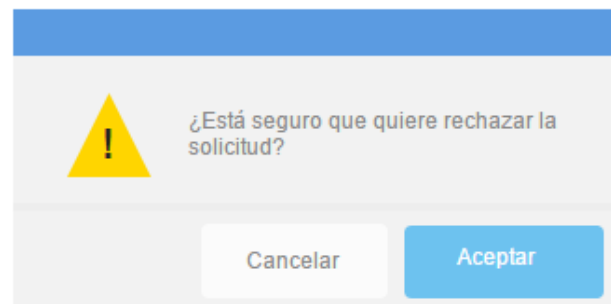 ¿Está seguro que quiere rechazar la
solicitud?
!
Cancelar
Aceptar